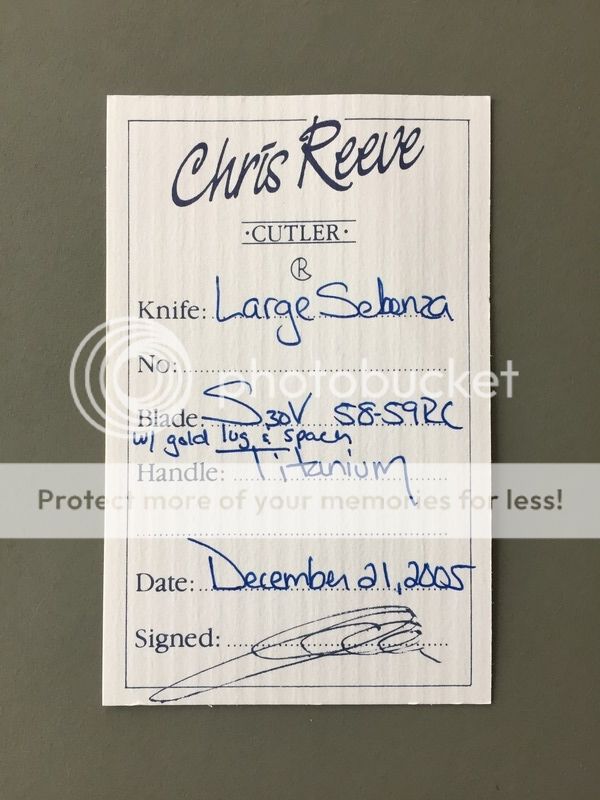 Chris Reeve
·CUTLER·
Knife: Large Sebenza
No:
photobucket
Blade: S30V 58-59RC
w/ gold lug & spacer
Handle: Titanium
Protect more of your memories for less!
Date: December 21, 2005
Signed: